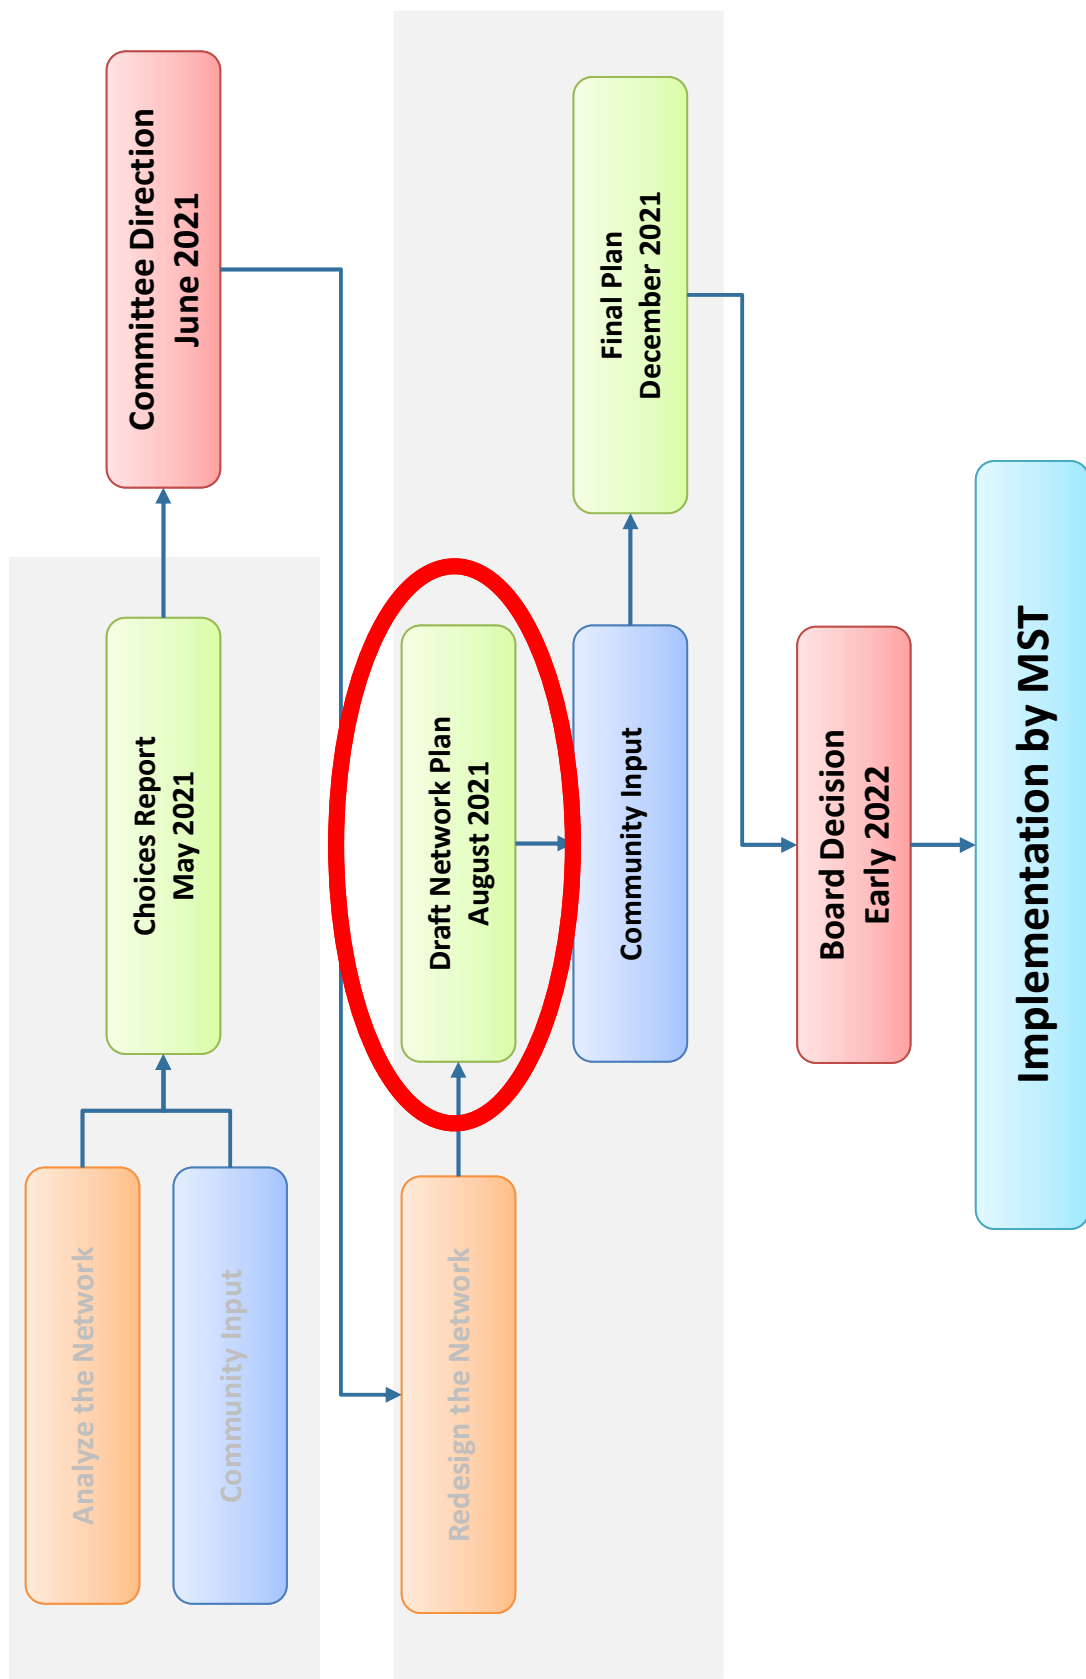 Analyze the Network
Community Input
Choices Report
May 2021
Committee Direction
June 2021
Redesign the Network
Draft Network Plan
August 2021
Community Input
Final Plan
December 2021
Board Decision
Early 2022
Implementation by MST